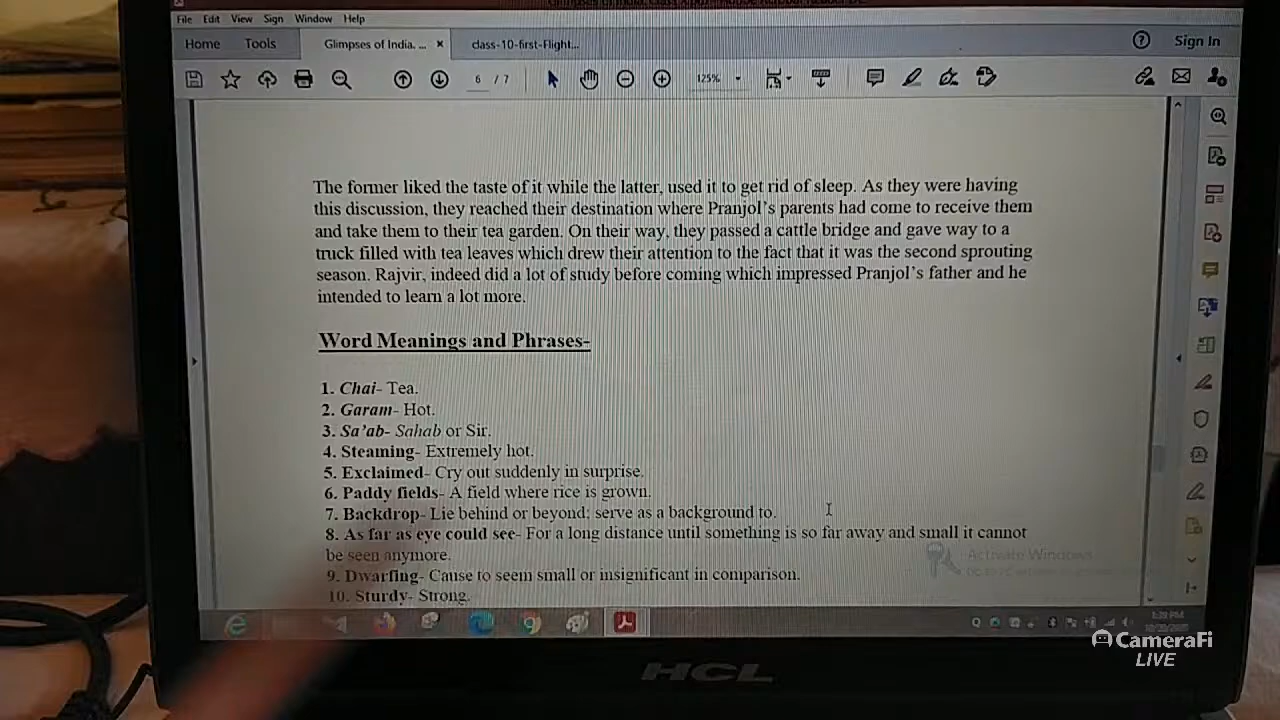 File Edit View Sign Window Help
Home Tools Glimpses of India. ... × class-10-first-Flight...
? Sign In
6 / 7 125%
The former liked the taste of it while the latter, used it to get rid of sleep. As they were having
this discussion, they reached their destination where Pranjol's parents had come to receive them
and take them to their tea garden. On their way, they passed a cattle bridge and gave way to a
truck filled with tea leaves which drew their attention to the fact that it was the second sprouting
season. Rajvir, indeed did a lot of study before coming which impressed Pranjol's father and he
intended to learn a lot more.
Word Meanings and Phrases-
1. Chai- Tea.
2. Garam- Hot.
3. Sa'ab- Sahab or Sir.
4. Steaming- Extremely hot.
5. Exclaimed- Cry out suddenly in surprise.
6. Paddy fields- A field where rice is grown.
7. Backdrop- Lie behind or beyond; serve as a background to.
8. As far as eye could see- For a long distance until something is so far away and small it cannot
be seen anymore.
Activate Windows
9. Dwarfing- Cause to seem small or insignificant in comparison.
10. Sturdy- Strong.
CameraFi
LIVE
HCL